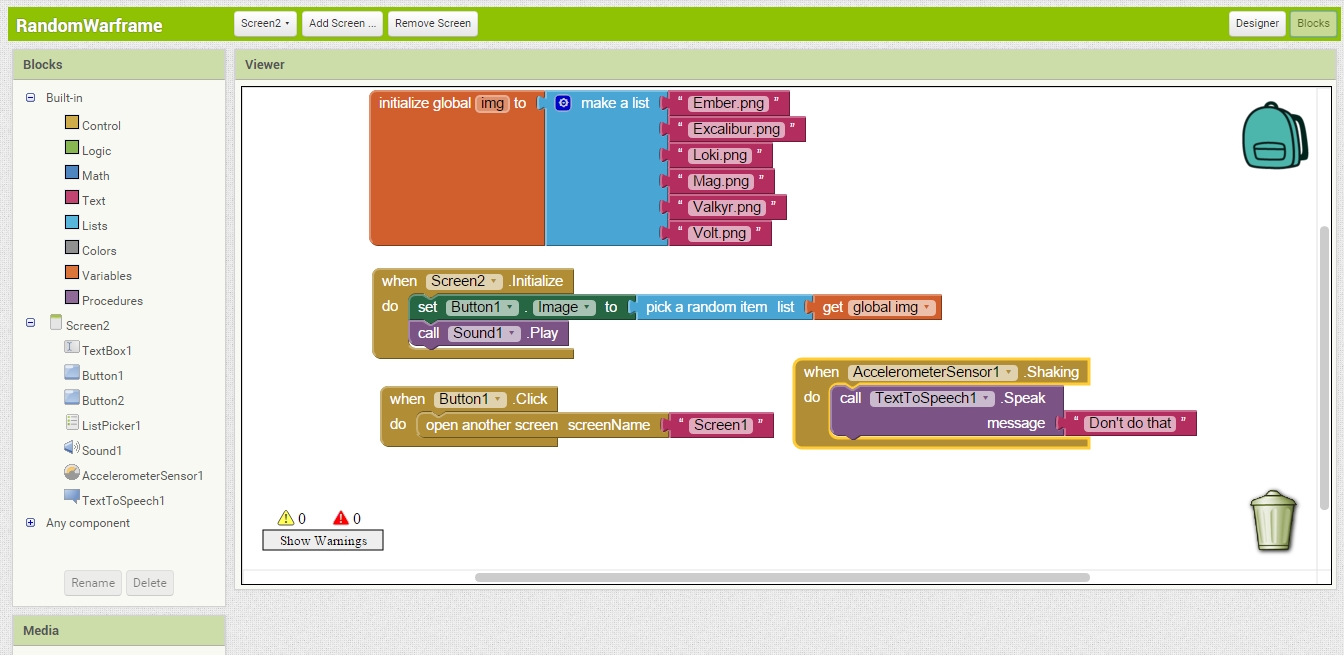 RandomWarframe Screen2 Add Screen ... Remove Screen Designer Blocks
Blocks
Built-in
Control
Logic
Math
Text
Lists
Colors
Variables
Procedures
Screen2
TextBox1
Button1
Button2
ListPicker1
Sound1
AccelerometerSensor1
TextToSpeech1
Any component
Rename Delete
Media
Viewer
initialize global img to make a list " Ember.png "
" Excalibur.png "
" Loki.png "
" Mag.png "
" Valkyr.png "
" Volt.png "
when Screen2 .Initialize
do set Button1 . Image to pick a random item list get global img
call Sound1 .Play
when Button1 .Click
do open another screen screenName " Screen1 "
when AccelerometerSensor1 .Shaking
do call TextToSpeech1 .Speak
message " Don't do that "
0 0
Show Warnings